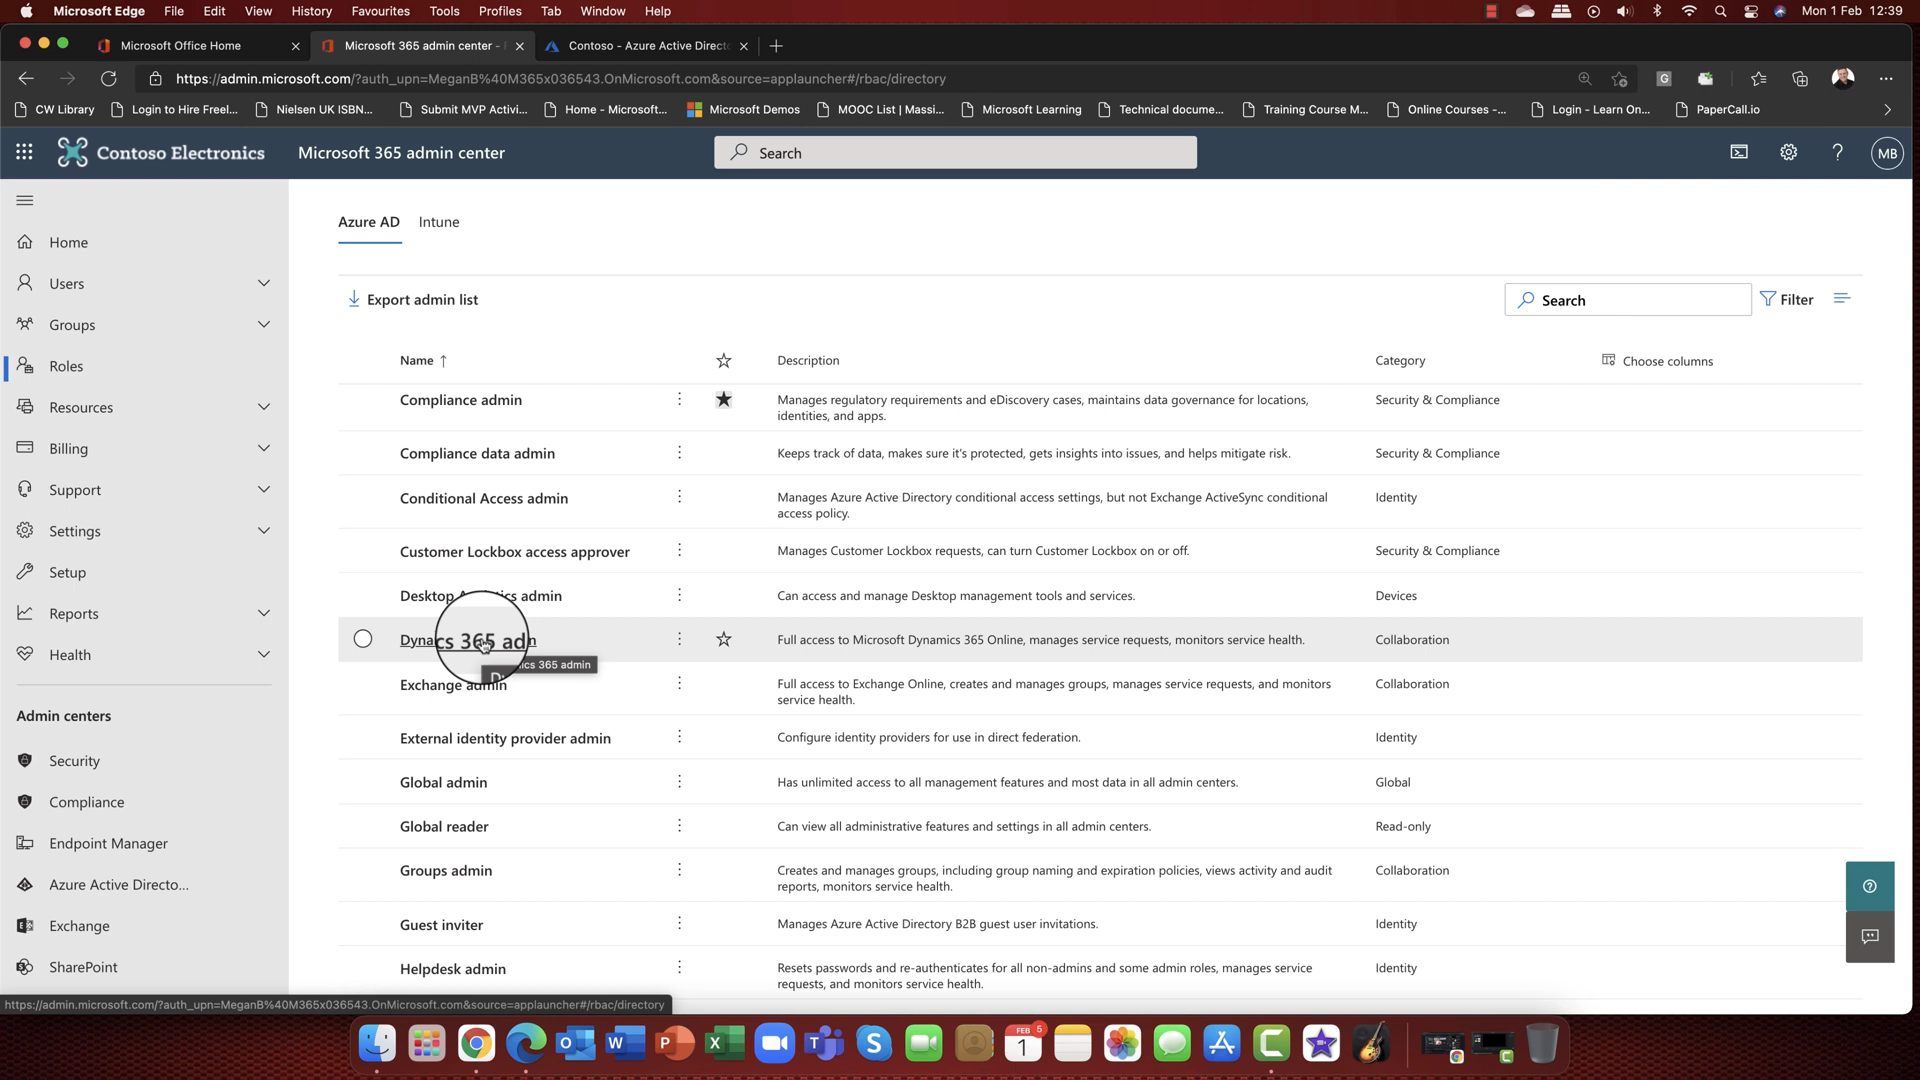 Microsoft Edge File Edit View History Favourites Tools Profiles Tab Window Help Mon 1 Feb 12:39
Microsoft Office Home Microsoft 365 admin center - Contoso - Azure Active Direct
https://admin.microsoft.com/?auth_upn=MeganB%40M365x036543.OnMicrosoft.com&source=applauncher#/rbac/directory
CW Library Login to Hire Freel... Nielsen UK ISBN... Submit MVP Activi... Home - Microsoft... Microsoft Demos MOOC List | Massi... Microsoft Learning Technical docume... Training Course M... Online Courses -... Login - Learn On... PaperCall.io
Contoso Electronics Microsoft 365 admin center Search MB
Azure AD Intune
Home
Users
Groups
Roles
Resources
Billing
Support
Settings
Setup
Reports
Health
Admin centers
Security
Compliance
Endpoint Manager
Azure Active Directo...
Exchange
SharePoint
Export admin list Search Filter
Name ↑ Description Category Choose columns
Compliance admin Manages regulatory requirements and eDiscovery cases, maintains data governance for locations, Security & Compliance
identities, and apps.
Compliance data admin Keeps track of data, makes sure it's protected, gets insights into issues, and helps mitigate risk. Security & Compliance
Conditional Access admin Manages Azure Active Directory conditional access settings, but not Exchange ActiveSync conditional Identity
access policy.
Customer Lockbox access approver Manages Customer Lockbox requests, can turn Customer Lockbox on or off. Security & Compliance
Desktop admin Can access and manage Desktop management tools and services. Devices
365 Full access to Microsoft Dynamics 365 Online, manages service requests, monitors service health. Collaboration
365 admin
Exchange admin Full access to Exchange Online, creates and manages groups, manages service requests, and monitors Collaboration
service health.
External identity provider admin Configure identity providers for use in direct federation. Identity
Global admin Has unlimited access to all management features and most data in all admin centers. Global
Global reader Can view all administrative features and settings in all admin centers. Read-only
Groups admin Creates and manages groups, including group naming and expiration policies, views activity and audit Collaboration
reports, monitors service health.
Guest inviter Manages Azure Active Directory B2B guest user invitations. Identity
Helpdesk admin Resets passwords and re-authenticates for all non-admins and some admin roles, manages service Identity
requests, and monitors service health.
https://admin.microsoft.com/?auth_upn=MeganB%40M365x036543.OnMicrosoft.com&source=applauncher#/rbac/directory
FEB 5
1